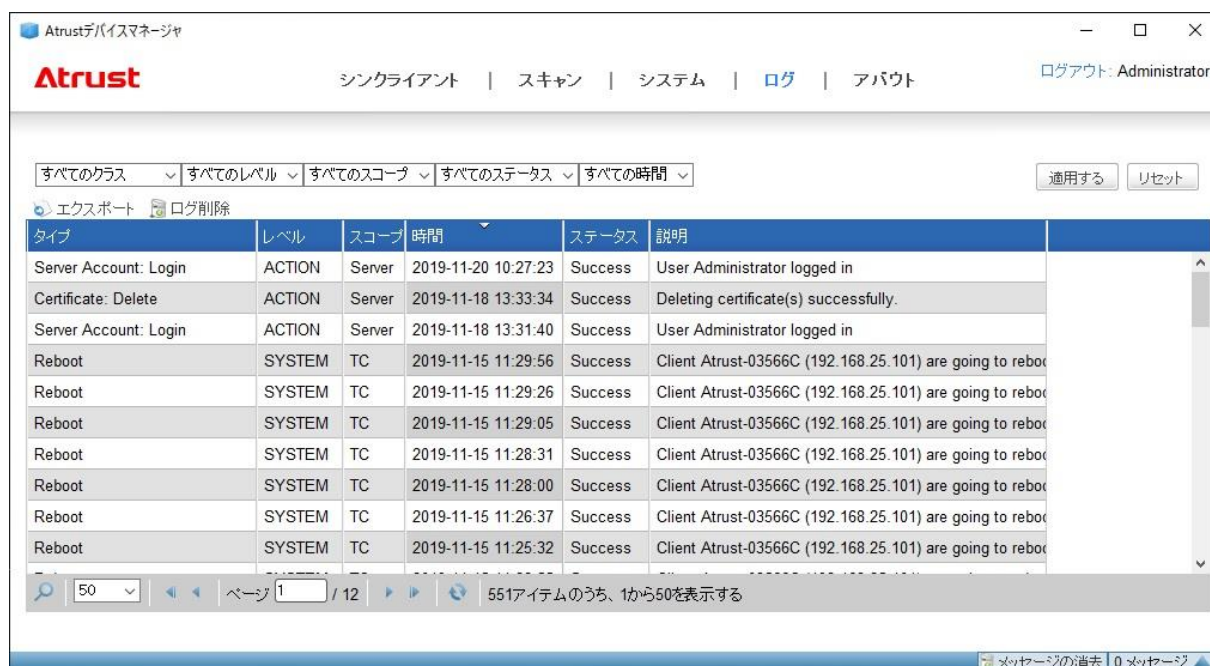 Atrustデバイスマネージャ
Atrust シンクライアント | スキャン | システム | ログ | アバウト ログアウト: Administrator
すべてのクラス すべてのレベル すべてのスコープ すべてのステータス すべての時間 適用する リセット
エクスポート ログ削除
タイプ レベル スコープ 時間 ステータス 説明
Server Account: Login ACTION Server 2019-11-20 10:27:23 Success User Administrator logged in
Certificate: Delete ACTION Server 2019-11-18 13:33:34 Success Deleting certificate(s) successfully.
Server Account: Login ACTION Server 2019-11-18 13:31:40 Success User Administrator logged in
Reboot SYSTEM TC 2019-11-15 11:29:56 Success Client Atrust-03566C (192.168.25.101) are going to reboo
Reboot SYSTEM TC 2019-11-15 11:29:26 Success Client Atrust-03566C (192.168.25.101) are going to reboo
Reboot SYSTEM TC 2019-11-15 11:29:05 Success Client Atrust-03566C (192.168.25.101) are going to reboo
Reboot SYSTEM TC 2019-11-15 11:28:31 Success Client Atrust-03566C (192.168.25.101) are going to reboo
Reboot SYSTEM TC 2019-11-15 11:28:00 Success Client Atrust-03566C (192.168.25.101) are going to reboo
Reboot SYSTEM TC 2019-11-15 11:26:37 Success Client Atrust-03566C (192.168.25.101) are going to reboo
Reboot SYSTEM TC 2019-11-15 11:25:32 Success Client Atrust-03566C (192.168.25.101) are going to reboo
50 ページ 1 / 12 551アイテムのうち、1から50を表示する
メッセージの消去 0 メッセージ